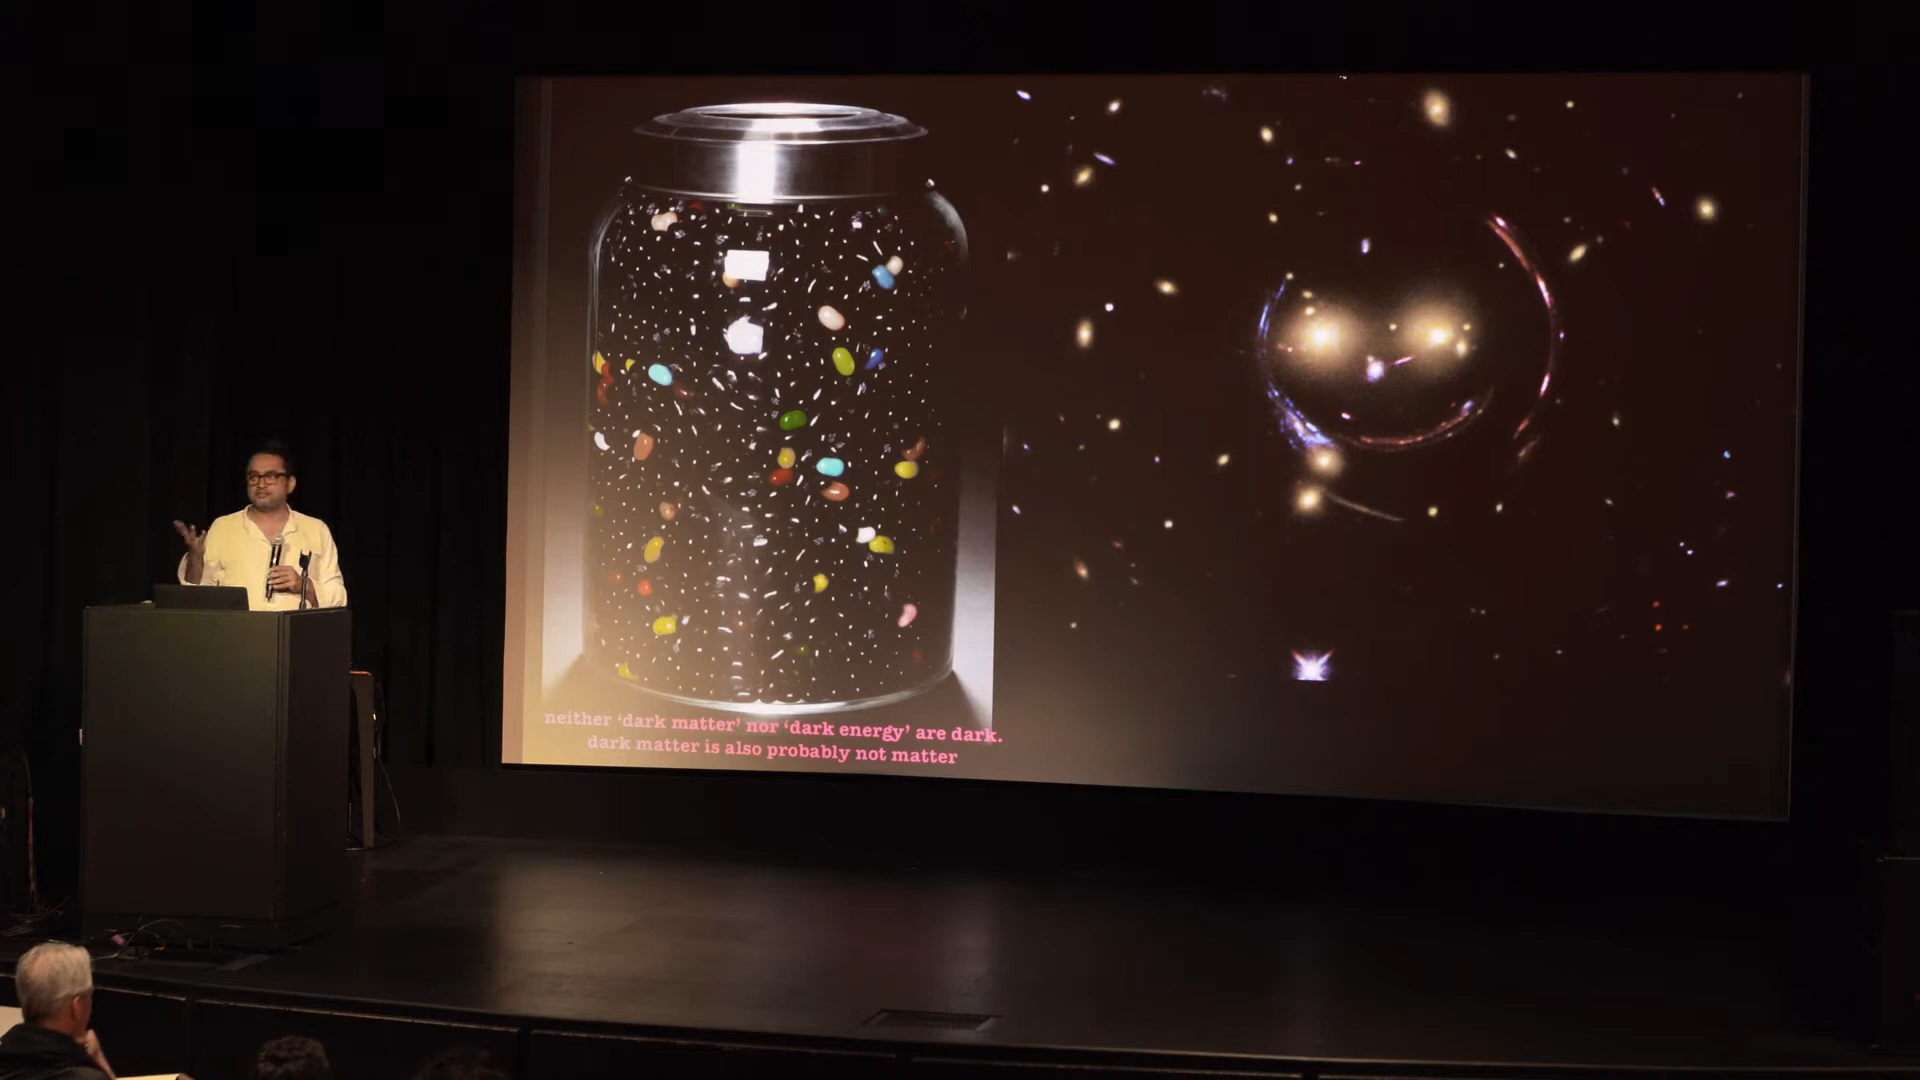 neither ‘dark matter’ nor ‘dark energy’ are dark.
dark matter is also probably not matter